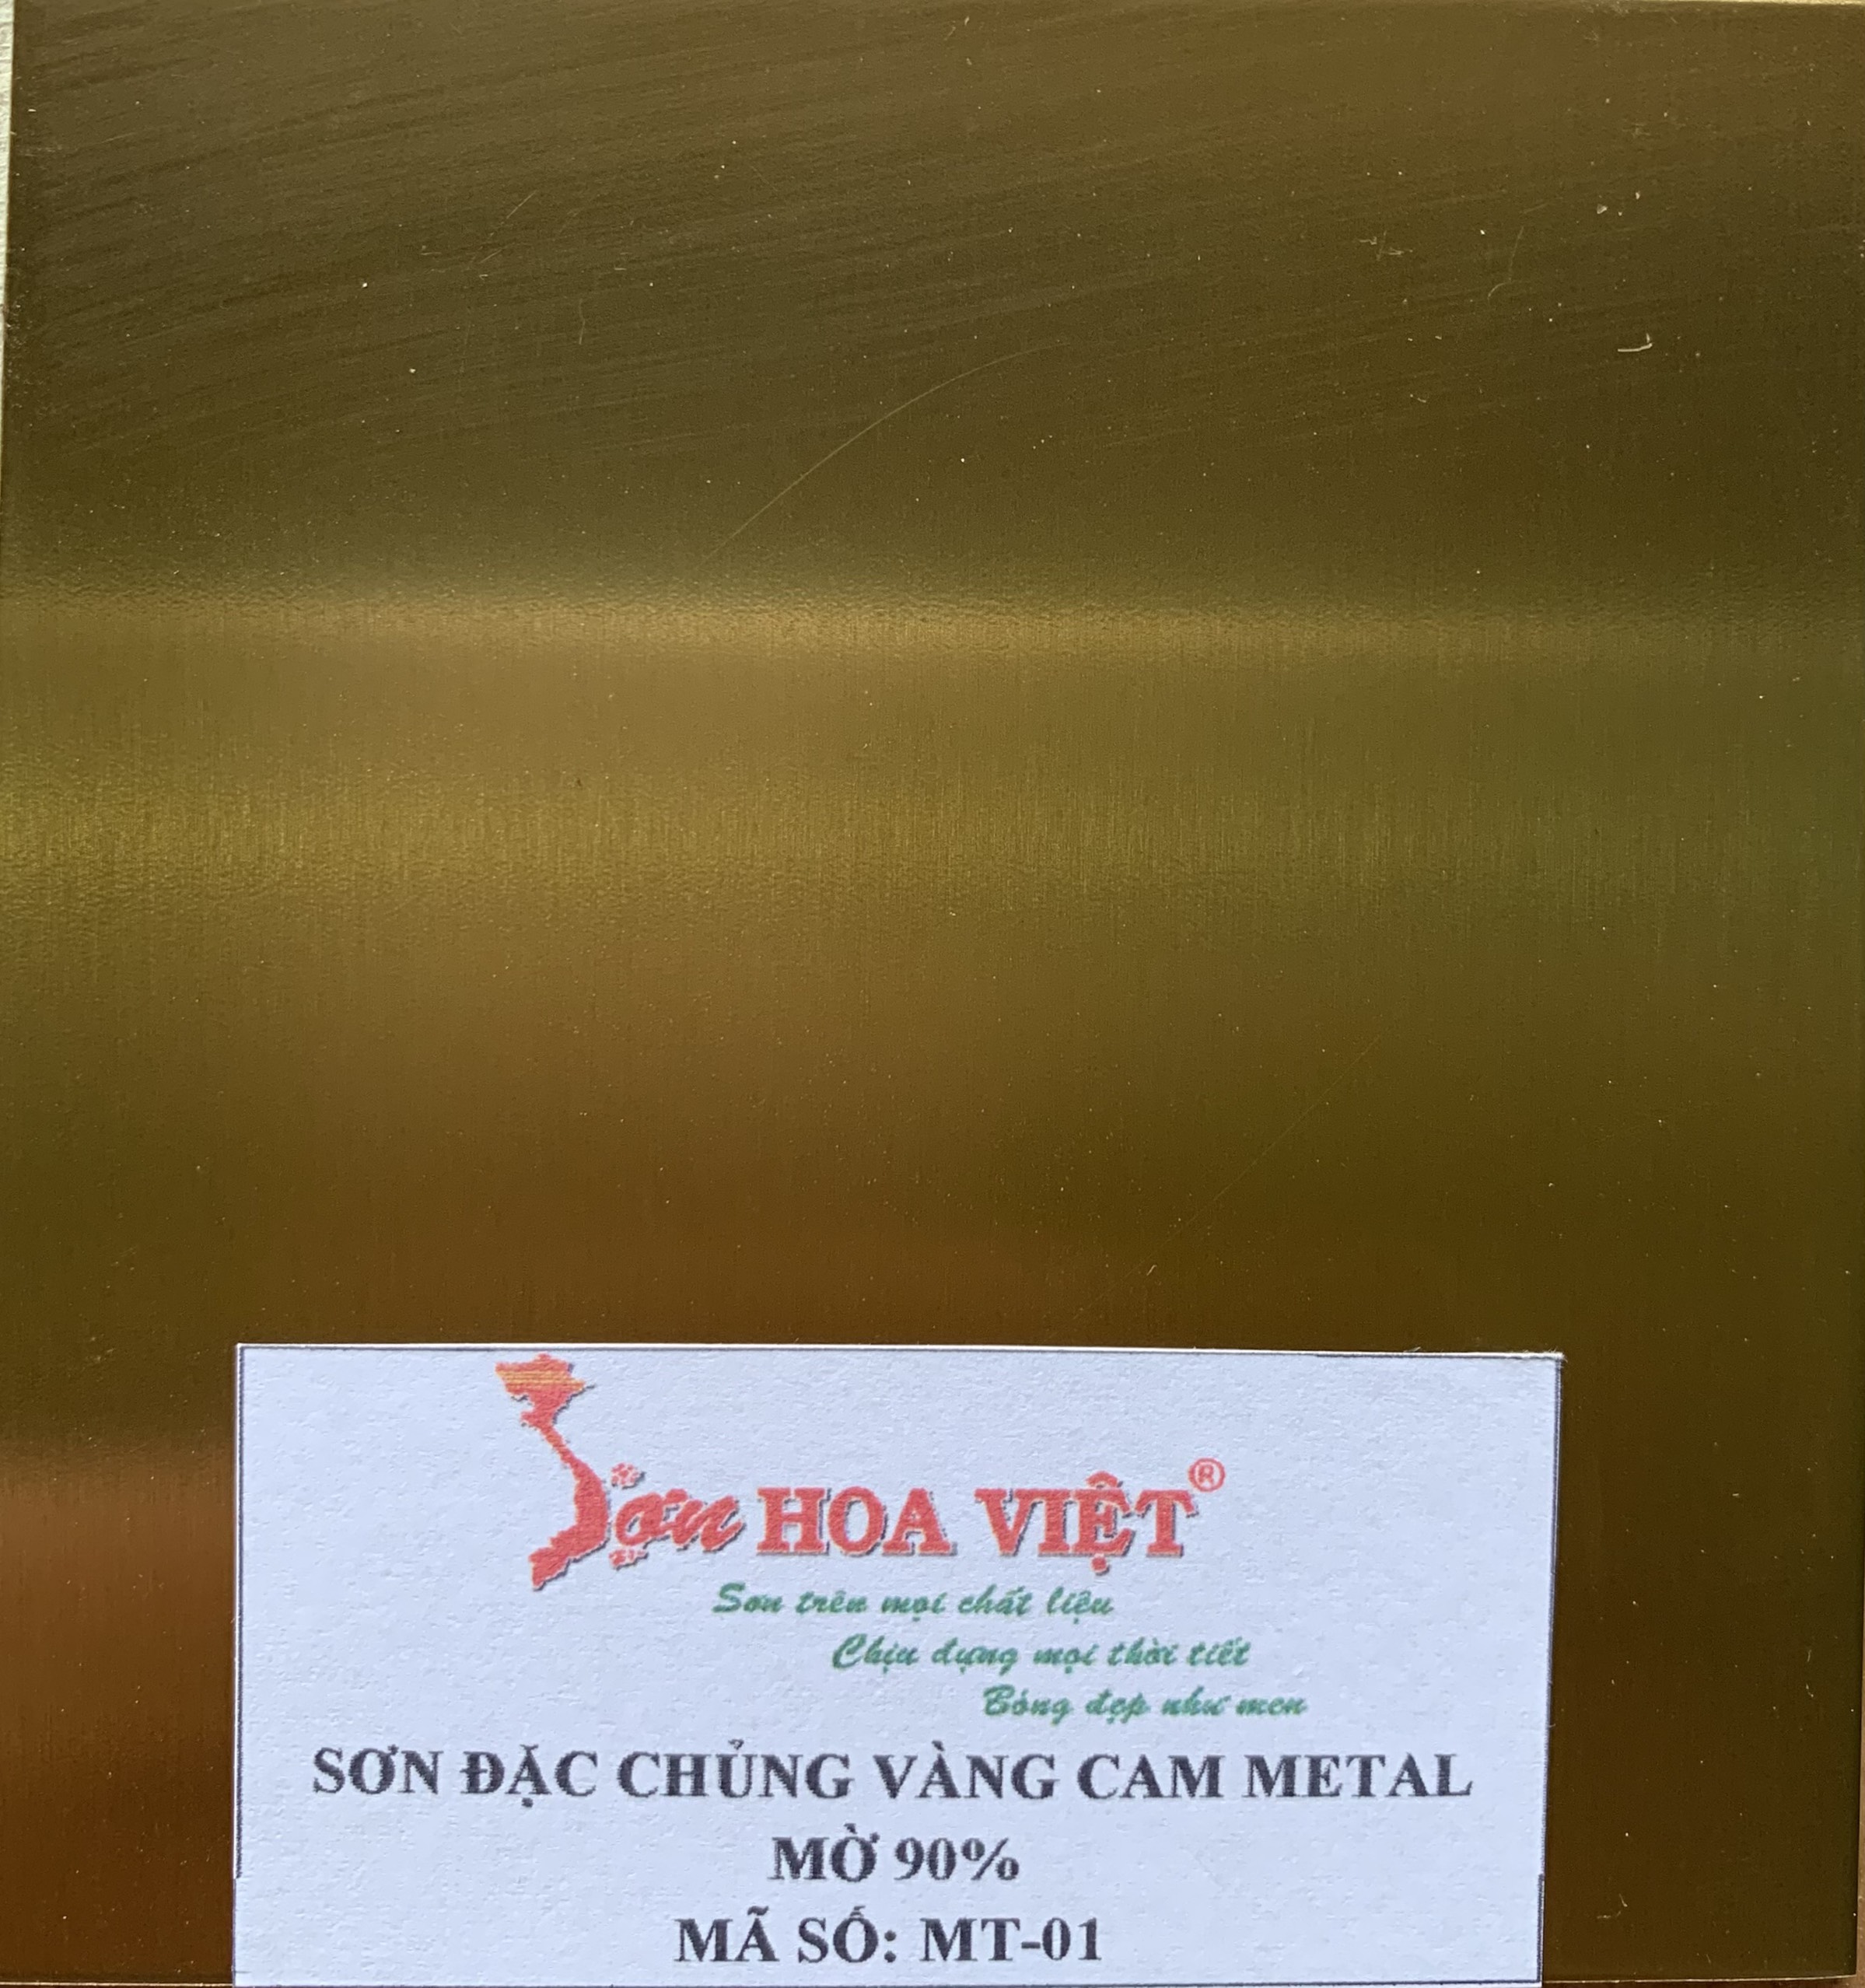 Sơn HOA VIỆT®
Sơn trên mọi chất liệu
Chịu đựng mọi thời tiết
Bóng đẹp như men
SƠN ĐẶC CHỦNG VÀNG CAM METAL
MỜ 90%
MÃ SỐ: MT-01